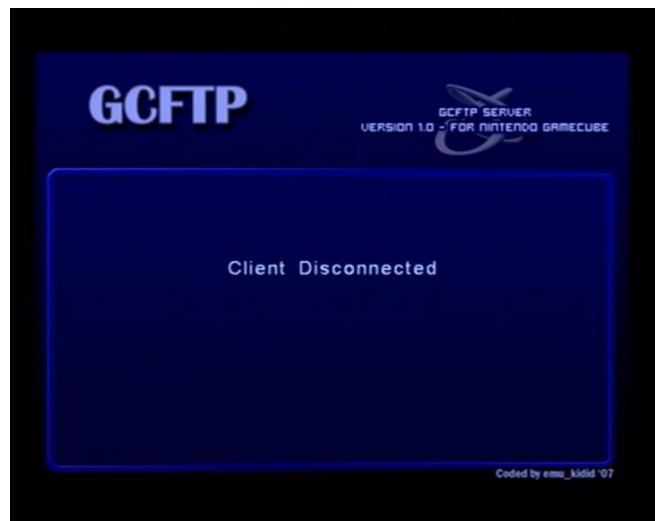 GCFTP
GCFTP SERVER
VERSION 1.0 - FOR NINTENDO GAMECUBE
Client Disconnected
Coded by emu_kidid '07